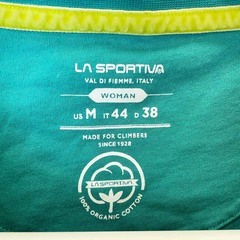 LA SPORTIVA
VAL DI FIEMME, ITALY
WOMAN
US M IT 44 D 38
MADE FOR CLIMBERS
SINCE 1928
LA SPORTIVA
100% ORGANIC COTTON